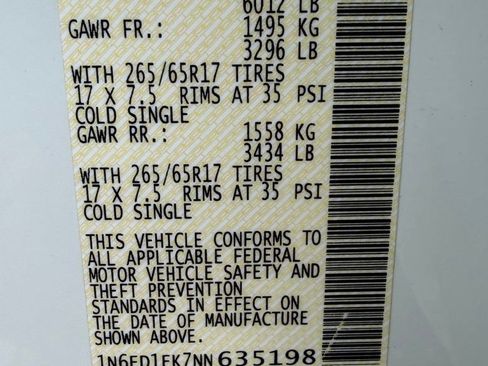 6012 LB
GAWR FR.: 1495 KG
3296 LB
WITH 265/65R17 TIRES
17 X 7.5 RIMS AT 35 PSI
COLD SINGLE
GAWR RR.: 1558 KG
3434 LB
WITH 265/65R17 TIRES
17 X 7.5 RIMS AT 35 PSI
COLD SINGLE
THIS VEHICLE CONFORMS TO
ALL APPLICABLE FEDERAL
MOTOR VEHICLE SAFETY AND
THEFT PREVENTION
STANDARDS IN EFFECT ON
THE DATE OF MANUFACTURE
SHOWN ABOVE.
1N6ED1EK7NN635198